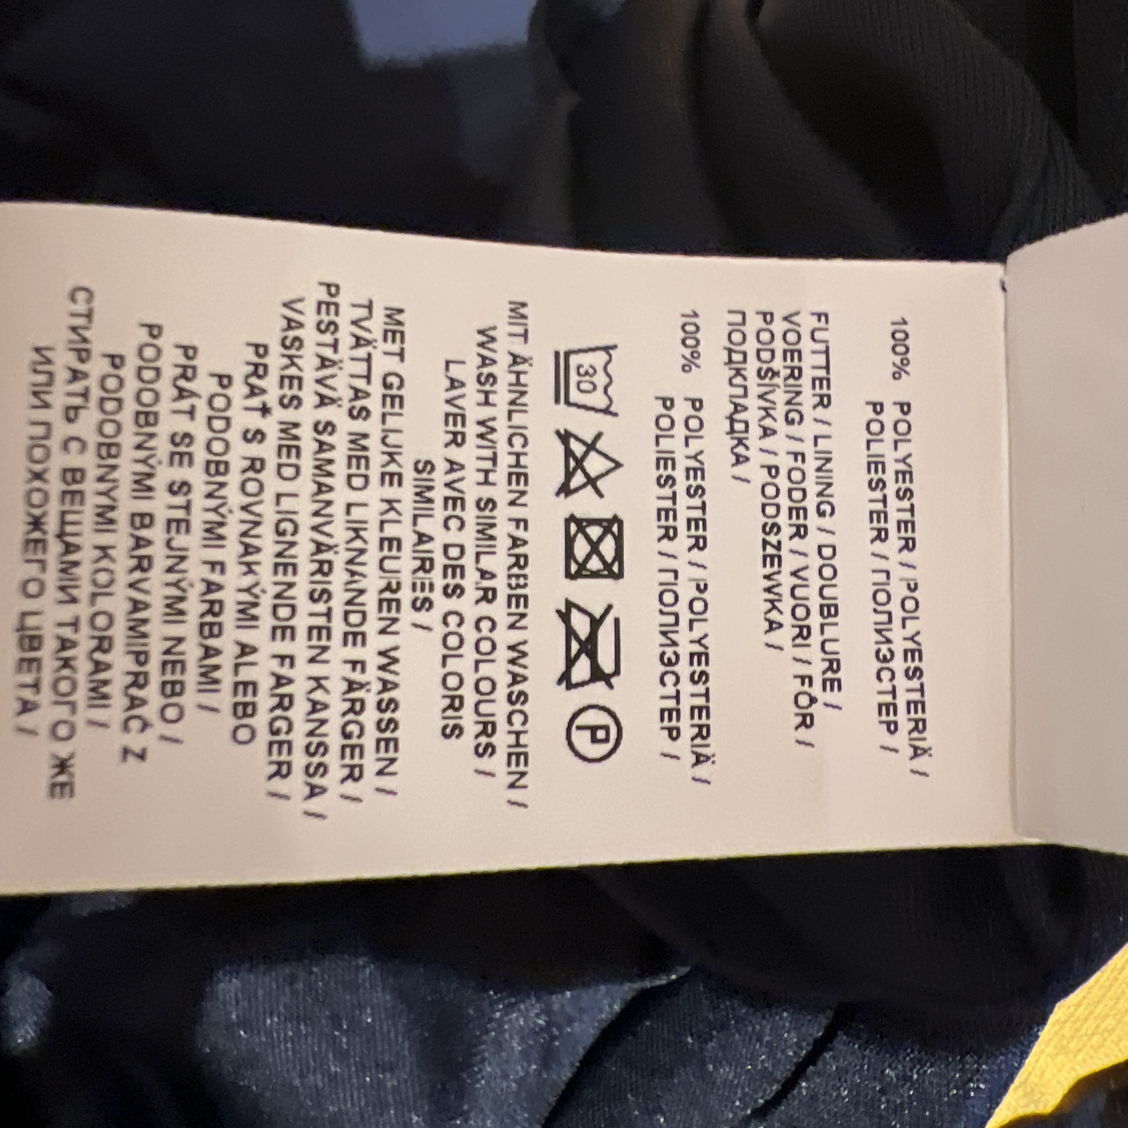 100% POLYESTER / POLYESTERIÄ /
POLIESTER / ПОЛИЭСТЕР /
FUTTER / LINING / DOUBLURE /
VOERING / FODER / VUORI / FÔR /
PODŠÍVKA / PODSZEWKA /
ПОДКЛАДКА /
100% POLYESTER / POLYESTERIÄ /
POLIESTER / ПОЛИЭСТЕР /
30 P
MIT ÄHNLICHEN FARBEN WASCHEN /
WASH WITH SIMILAR COLOURS /
LAVER AVEC DES COLORIS
SIMILAIRES /
MET GELIJKE KLEUREN WASSEN /
TVÄTTAS MED LIKNANDE FÄRGER /
PESTÄVÄ SAMANVÄRISTEN KANSSA /
VASKES MED LIGNENDE FARGER /
PRAŤ S ROVNAKÝMI ALEBO
PODOBNÝMI FARBAMI /
PRÁT SE STEJNÝMI NEBO /
PODOBNÝMI BARVAMIPRAĆ Z
PODOBNYMI KOLORAMI /
СТИРАТЬ С ВЕЩАМИ ТАКОГО ЖЕ
ИЛИ ПОХОЖЕГО ЦВЕТА /